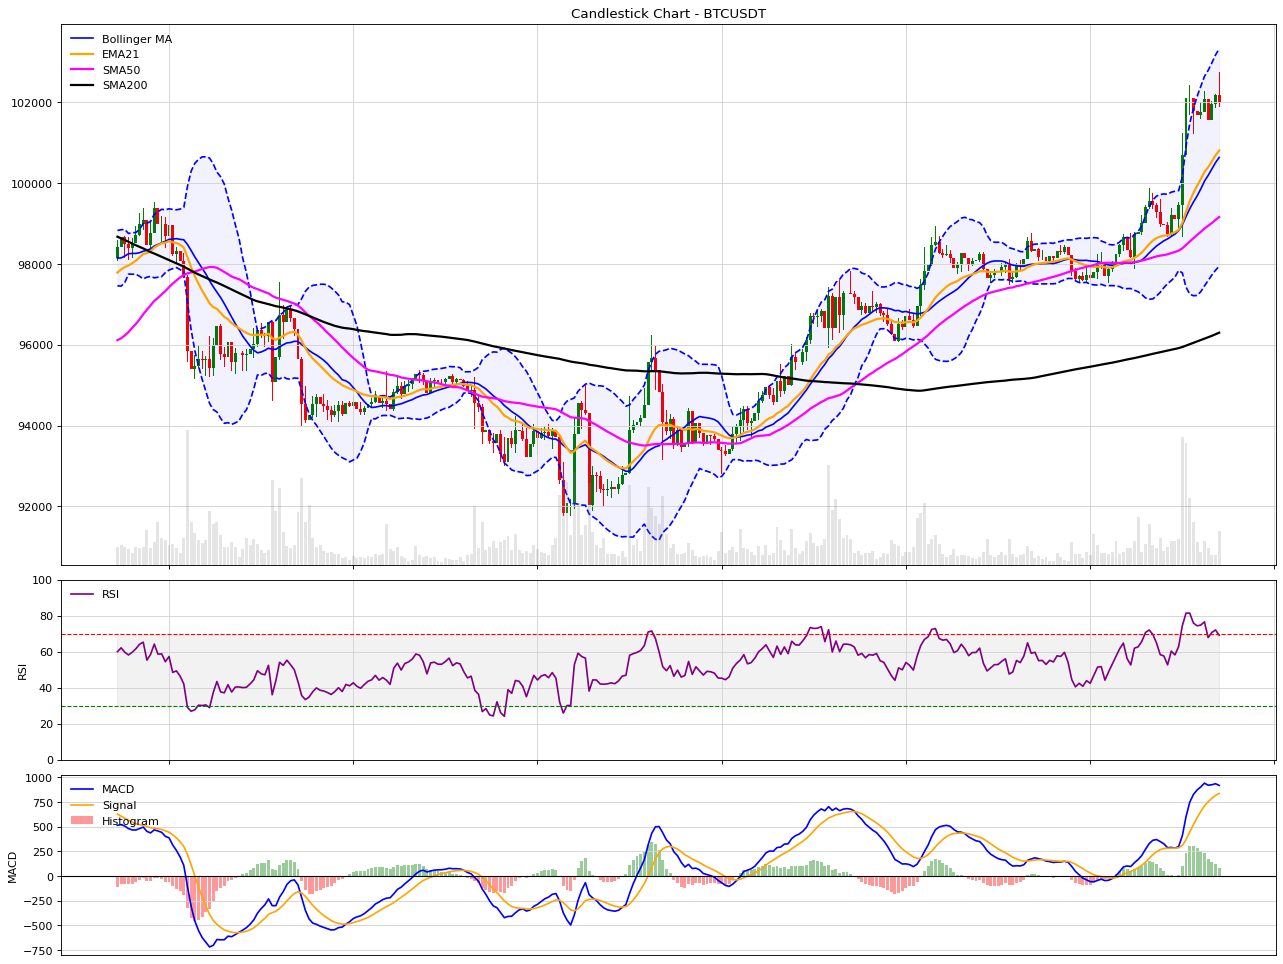 Candlestick Chart - BTCUSDT
Bollinger MA
EMA21
SMA50
SMA200
102000
100000
98000
96000
94000
92000
RSI
100
80
60
40
20
0
RSI
MACD
Signal
Histogram
1000
750
500
250
0
−250
−500
−750
MACD